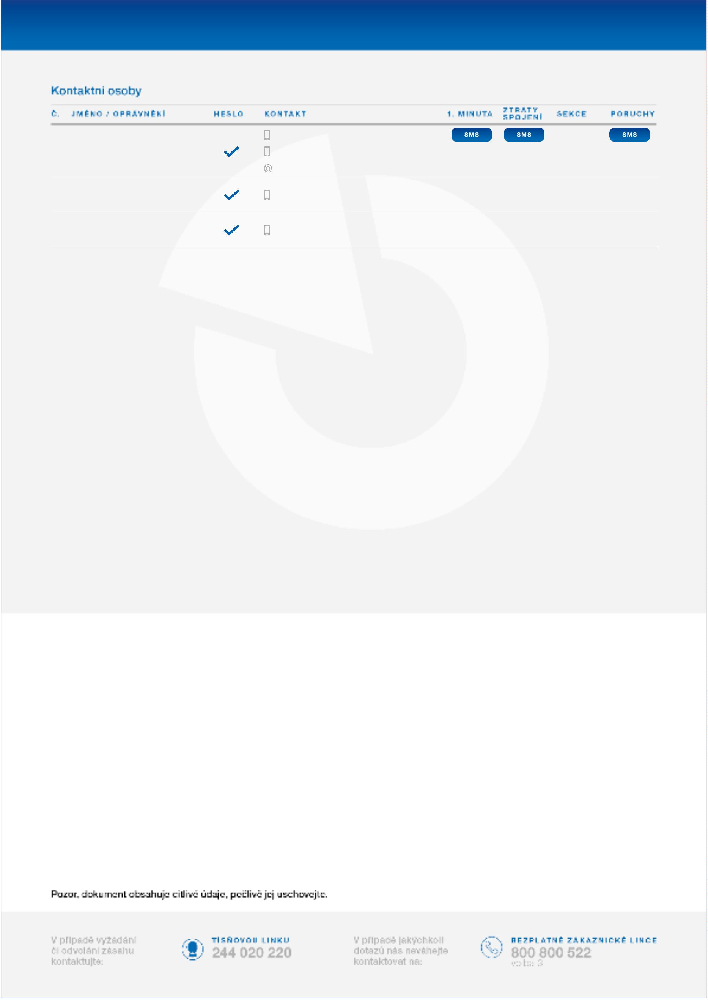 Kontaktní osoby
Č. JMÉNO / OPRÁVNĚNÍ HESLO KONTAKT 1. MINUTA ZTRÁTY SPOJENÍ SEKCE PORUCHY
SMS SMS SMS
@
Pozor, dokument obsahuje citlivé údaje, pečlivě jej uschovejte.
V případě vyžádání
či odvolání zásahu
kontaktujte:
TÍSŇOVOU LINKU
244 020 220
V případě jakýchkoli
dotazů nás neváhejte
kontaktovat na:
BEZPLATNÉ ZÁKAZNICKÉ LINCE
800 800 522
volba 3